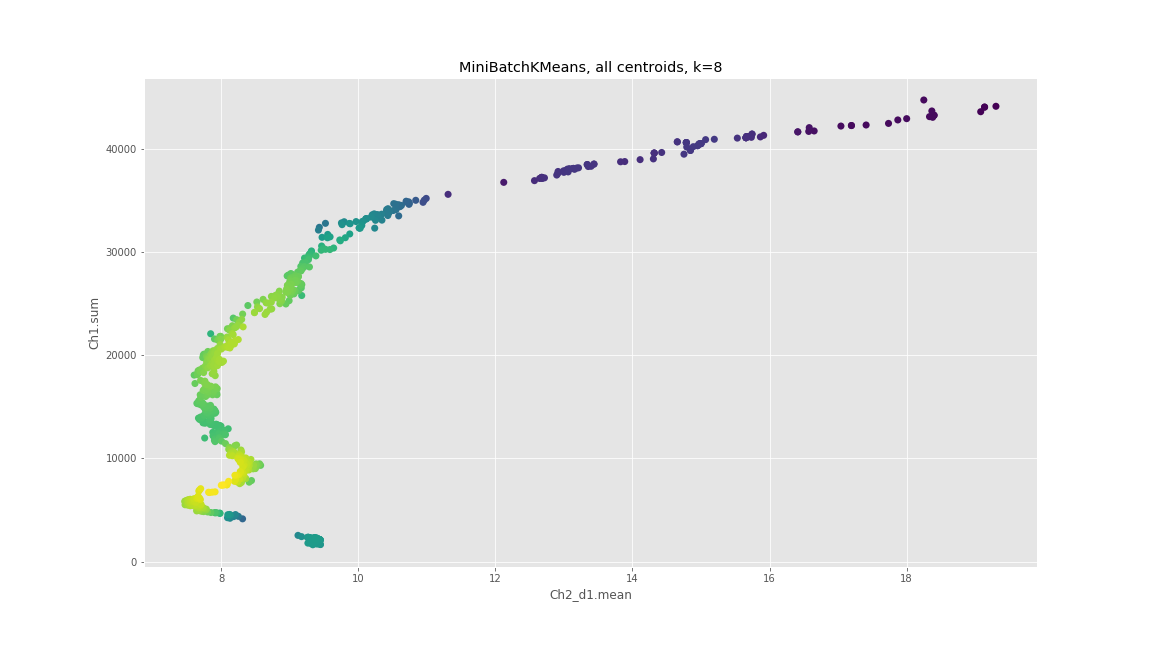 MiniBatchKMeans, all centroids, k=8
40000
30000
20000
10000
0
Ch1.sum
8 10 12 14 16 18
Ch2_d1.mean